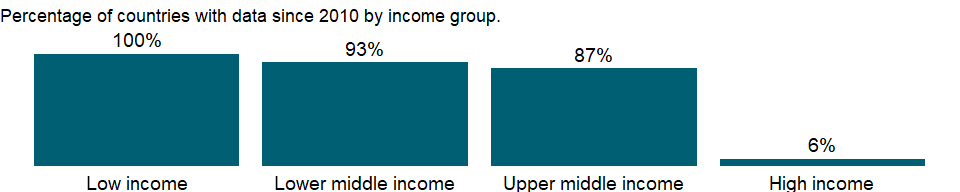 Percentage of countries with data since 2010 by income group.
100%
93%
87%
6%
Low income
Lower middle income
Upper middle income
High income